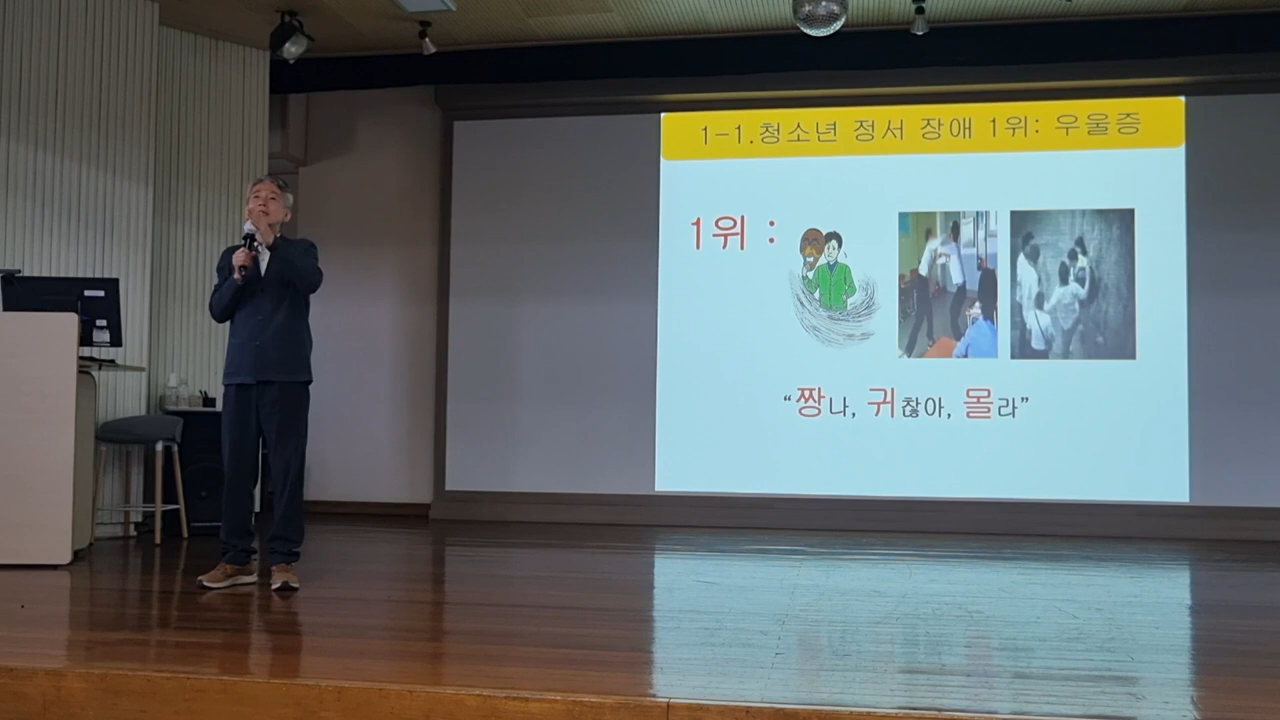 1-1.청소년 정서 장애 1위: 우울증
1위 :
“짱나, 귀찮아, 몰라”